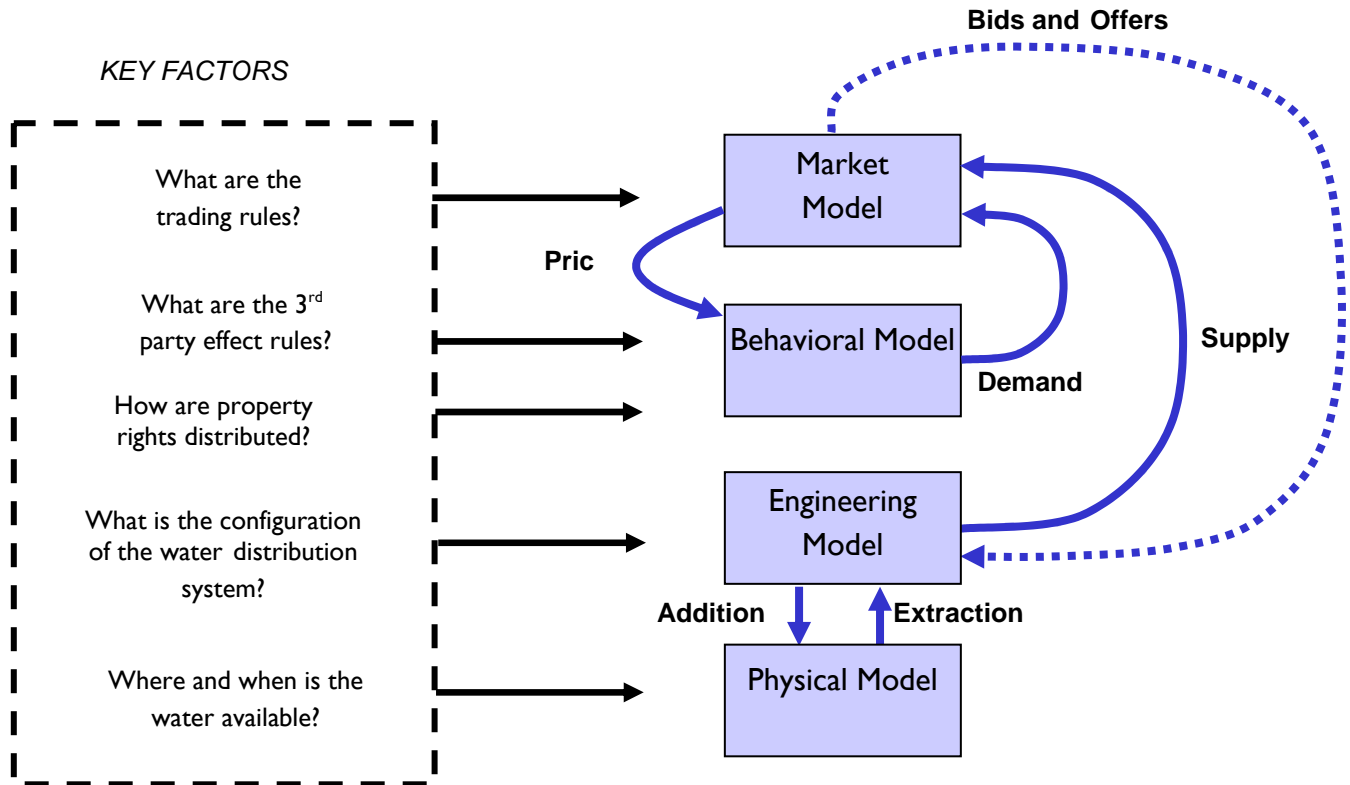 Bids and Offers
KEY FACTORS
What are the
trading rules?
What are the 3rd
party effect rules?
How are property
rights distributed?
What is the configuration
of the water distribution
system?
Where and when is the
water available?
Market
Model
Pric
Behavioral Model
Demand
Supply
Engineering
Model
Addition
Extraction
Physical Model